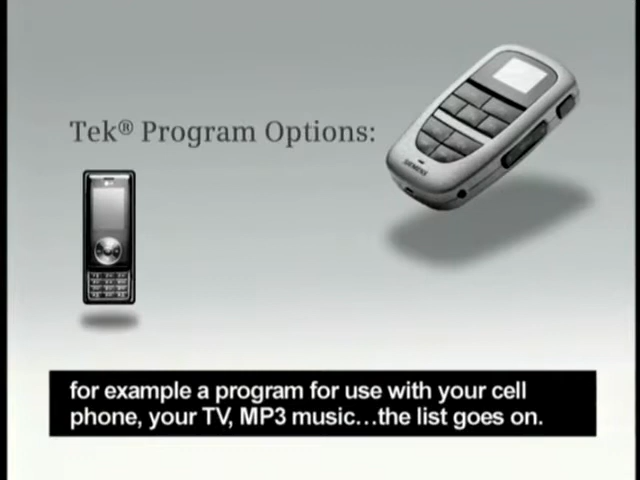 Tek® Program Options:
SIEMENS
for example a program for use with your cell
phone, your TV, MP3 music...the list goes on.